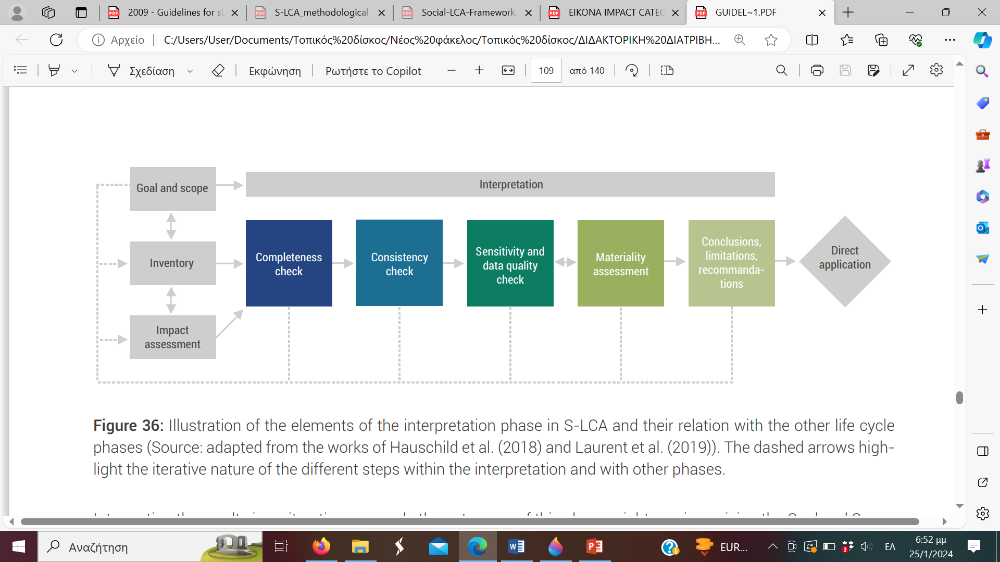 2009 - Guidelines for sL
S-LCA_methodological_
Social-LCA-Framework.
EIKONA IMPACT CATEG
GUIDEL~1.PDF
Αρχείο
C:/Users/User/Documents/Τοπικός%20δίσκος/Νέος%20φάκελος/Τοπικός%20δίσκος/ΔΙΔΑΚΤΟΡΙΚΗ%20ΔΙΑΤΡΙΒΗ...
Σχεδίαση
Εκφώνηση
Ρωτήστε το Copilot
109
από 140
Goal and scope
Interpretation
Inventory
Impact
assessment
Completeness
check
Consistency
check
Sensitivity and
data quality
check
Materiality
assessment
Conclusions,
limitations,
recommanda-
tions
Direct
application
Figure 36: Illustration of the elements of the interpretation phase in S-LCA and their relation with the other life cycle
phases (Source: adapted from the works of Hauschild et al. (2018) and Laurent et al. (2019)). The dashed arrows high-
light the iterative nature of the different steps within the interpretation and with other phases.
Αναζήτηση
EUR...
3
ΕΛ
6:52 μμ
25/1/2024